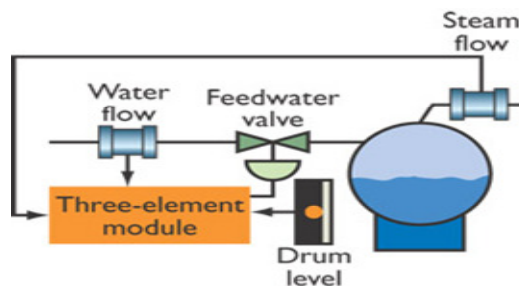 Steam
flow
Water
flow
Feedwater
valve
Three-element
module
Drum
level